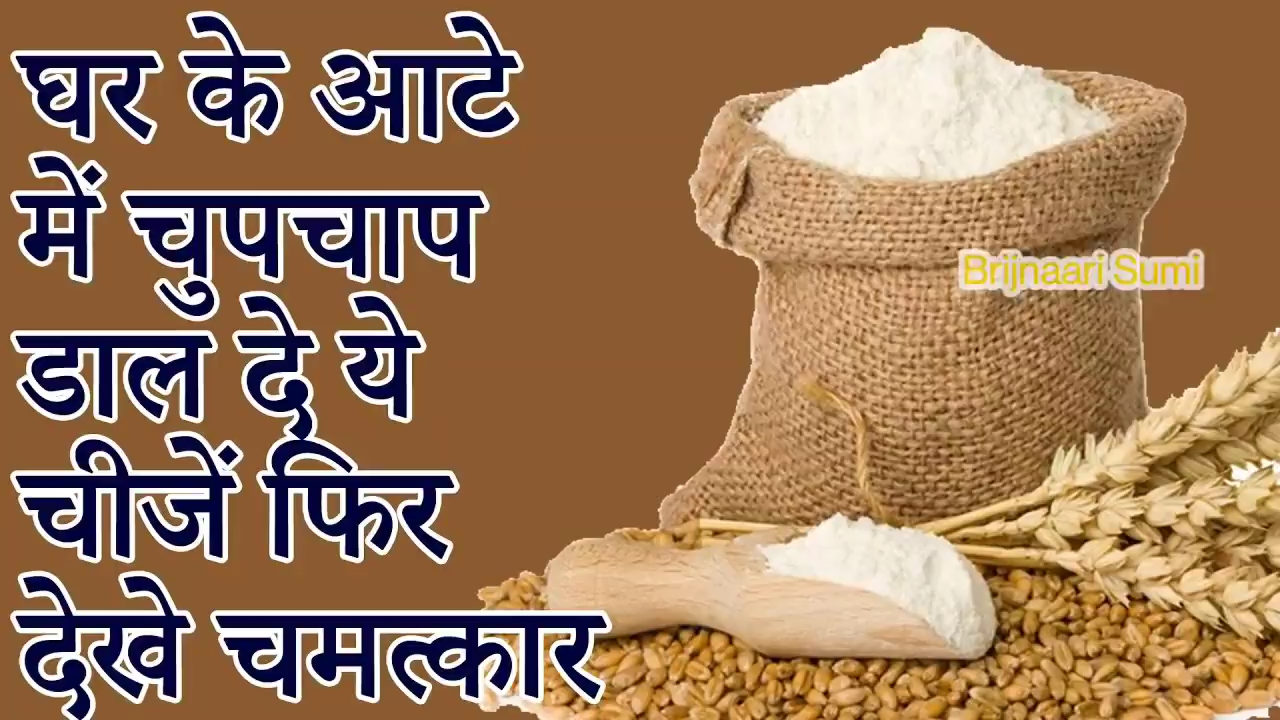 घर के आटे
में चुपचाप
डाल दे ये
चीजें फिर
देखे चमत्कार
Brijnaari Sumi